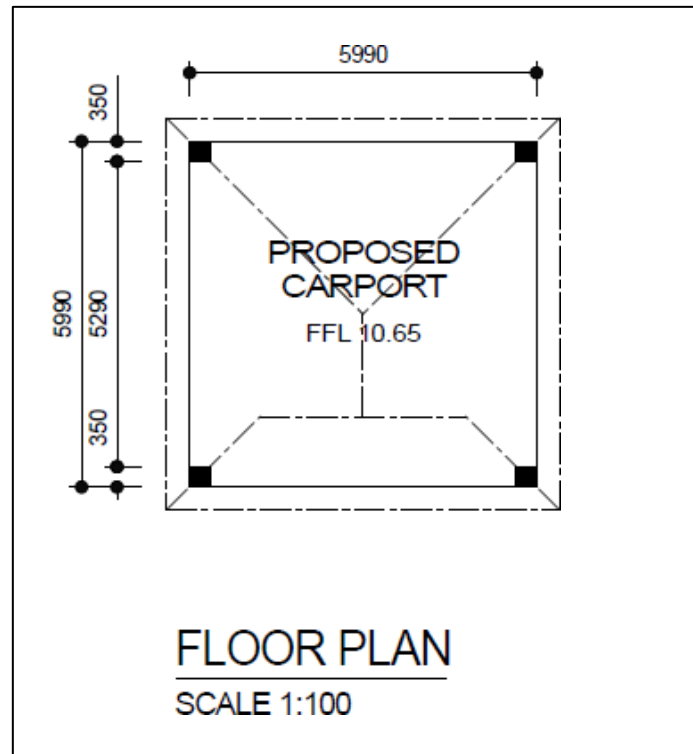 5990
350
5990
5290
350
PROPOSED
CARPORT
FFL 10.65
FLOOR PLAN
SCALE 1:100